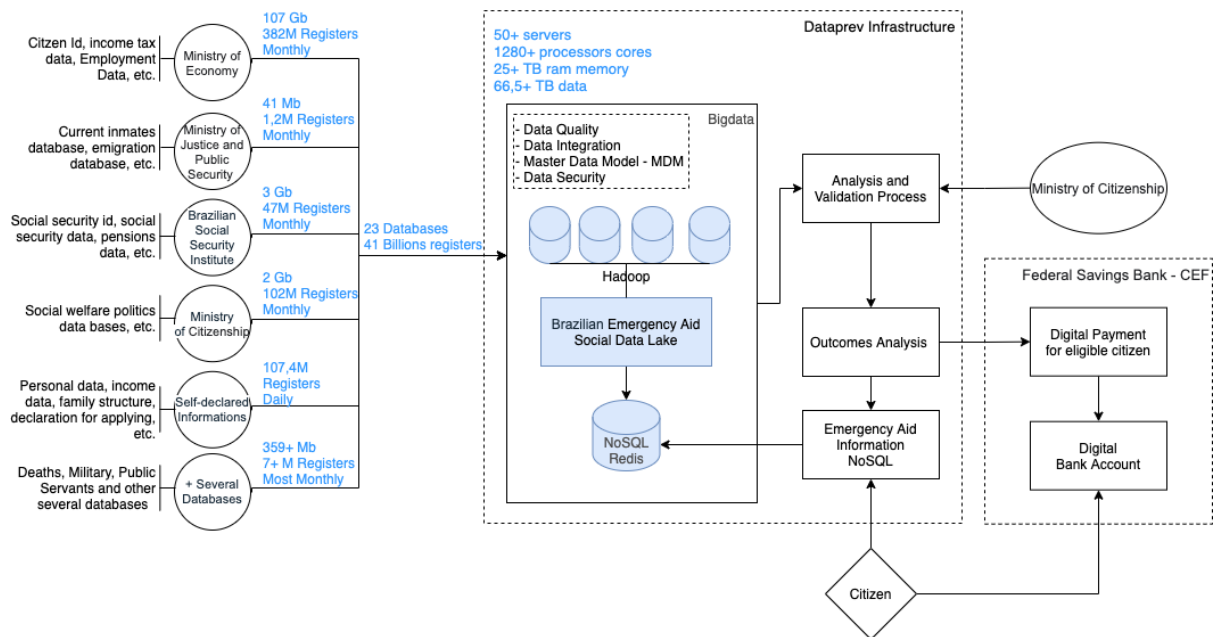 Citzen Id, income tax
data, Employment
Data, etc.
Ministry of
Economy
107 Gb
382M Registers
Monthly
Current inmates
database, emigration
database, etc.
Ministry of
Justice and
Public
Security
41 Mb
1,2M Registers
Monthly
Social security id, social
security data, pensions
data, etc.
Brazilian
Social
Security
Institute
3 Gb
47M Registers
Monthly
Social welfare politics
data bases, etc.
Ministry
of Citizenship
2 Gb
102M Registers
Monthly
Personal data, income
data, family structure,
declaration for applying,
etc.
Self-declared
Informations
107,4M
Registers
Daily
Deaths, Military, Public
Servants and other
several databases
+ Several
Databases
359+ Mb
7+ M Registers
Most Monthly
23 Databases
41 Billions registers
Dataprev Infrastructure
50+ servers
1280+ processors cores
25+ TB ram memory
66,5+ TB data
Bigdata
- Data Quality
- Data Integration
- Master Data Model - MDM
- Data Security
Hadoop
Brazilian Emergency Aid
Social Data Lake
NoSQL
Redis
Analysis and
Validation Process
Outcomes Analysis
Emergency Aid
Information
NoSQL
Ministry of Citizenship
Federal Savings Bank - CEF
Digital Payment
for eligible citizen
Digital
Bank Account
Citizen